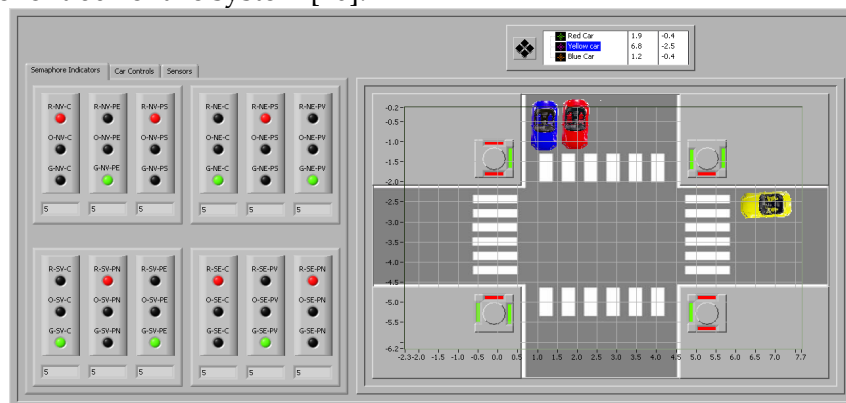 Red Car 1.9 -0.4
Yellow car 6.8 -2.5
Blue Car 1.2 -0.4
Semaphore Indicators Car Controls Sensors
R-NV-C R-NV-PE R-NV-PS R-NE-C R-NE-PS R-NE-PV
O-NV-C O-NV-PE O-NV-PS O-NE-C O-NE-PS O-NE-PV
G-NV-C G-NV-PE G-NV-PS G-NE-C G-NE-PS G-NE-PV
5 5 5 5 5 5
R-SV-C R-SV-PN R-SV-PE R-SE-C R-SE-PV R-SE-PN
O-SV-C O-SV-PN O-SV-PE O-SE-C O-SE-PV O-SE-PN
G-SV-C G-SV-PN G-SV-PE G-SE-C G-SE-PV G-SE-PN
5 5 5 5 5 5
-0.2
-0.5
-1.0
-1.5
-2.0
-2.5
-3.0
-3.5
-4.0
-4.5
-5.0
-5.5
-6.2
-2.3 -2.0 -1.5 -1.0 -0.5 0.0 0.5 1.0 1.5 2.0 2.5 3.0 3.5 4.0 4.5 5.0 5.5 6.0 6.5 7.0 7.7